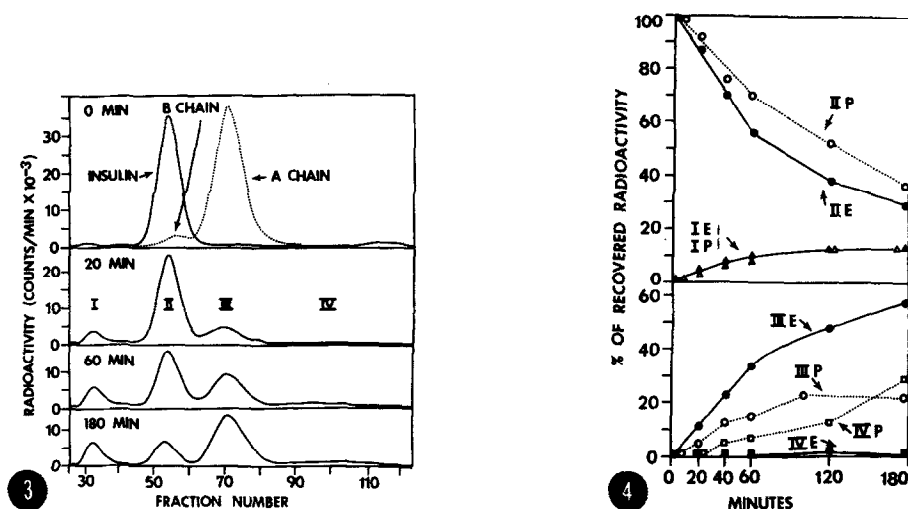 0 MIN
B CHAIN
INSULIN
A CHAIN
30
20
10
0
20 MIN
I II III IV
20
10
0
60 MIN
10
0
180 MIN
10
0
30 50 70 90 110
FRACTION NUMBER
RADIOACTIVITY (COUNTS/MIN X 10⁻³)
3
100
80
60
40
20
0
II P
II E
I E
I P
60
40
20
0
III E
III P
IV P
IV E
0 20 40 60 120 180
MINUTES
% OF RECOVERED RADIOACTIVITY
4